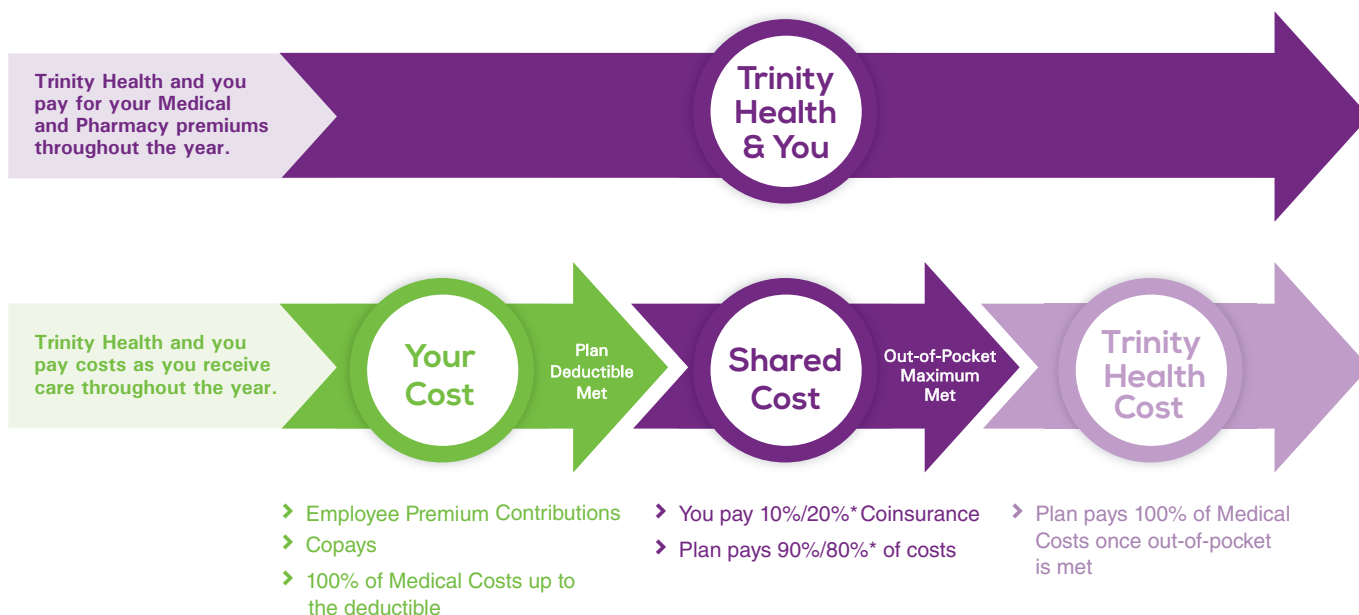 Trinity Health and you
pay for your Medical
and Pharmacy premiums
throughout the year.
Trinity
Health
& You
Trinity Health and you
pay costs as you receive
care throughout the year.
Your
Cost
Plan
Deductible
Met
Shared
Cost
Out-of-Pocket
Maximum
Met
Trinity
Health
Cost
Employee Premium Contributions
Copays
100% of Medical Costs up to
the deductible
You pay 10%/20%* Coinsurance
Plan pays 90%/80%* of costs
Plan pays 100% of Medical
Costs once out-of-pocket
is met